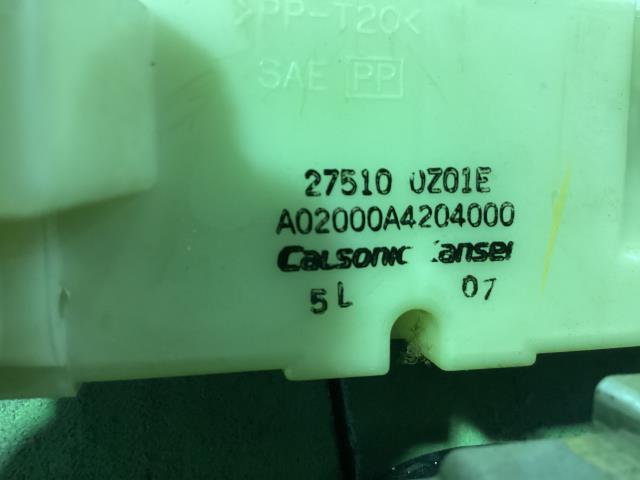 >PP-T20<
SAE PP
27510 0Z01E
A02000A4204000
CALSONIC Kansei
5L 07